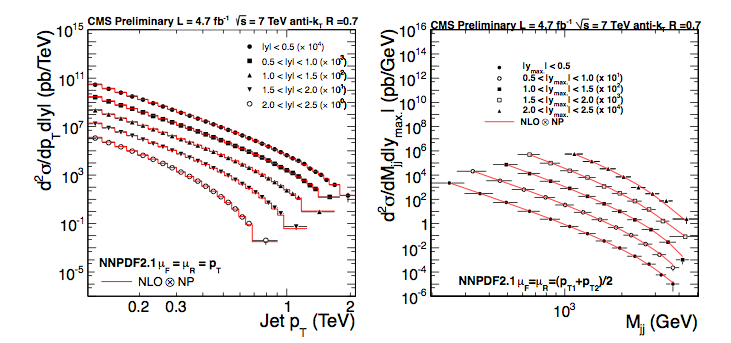 CMS Preliminary L = 4.7 fb⁻¹ √s = 7 TeV anti-k_T R =0.7
d²σ/dp_T d|y| (pb/TeV)
10¹⁵
10¹¹
10⁷
10³
10⁻¹
10⁻⁵
|y| < 0.5 (× 10⁴)
0.5 < |y| < 1.0 (× 10³)
1.0 < |y| < 1.5 (× 10²)
1.5 < |y| < 2.0 (× 10¹)
2.0 < |y| < 2.5 (× 10⁰)
NNPDF2.1 μ_F = μ_R = p_T
NLO ⊗ NP
0.2 0.3 1 2
Jet p_T (TeV)
CMS Preliminary L = 4.7 fb⁻¹ √s = 7 TeV anti-k_T R =0.7
d²σ/dM_jj d|y_max.| (pb/GeV)
10¹⁶
10¹⁴
10¹²
10¹⁰
10⁸
10⁶
10⁴
10²
1
10⁻²
10⁻⁴
10⁻⁶
|y_max.| < 0.5
0.5 < |y_max.| < 1.0 (× 10¹)
1.0 < |y_max.| < 1.5 (× 10²)
1.5 < |y_max.| < 2.0 (× 10³)
2.0 < |y_max.| < 2.5 (× 10⁴)
NLO ⊗ NP
NNPDF2.1 μ_F=μ_R=(p_T1+p_T2)/2
10³
M_jj (GeV)